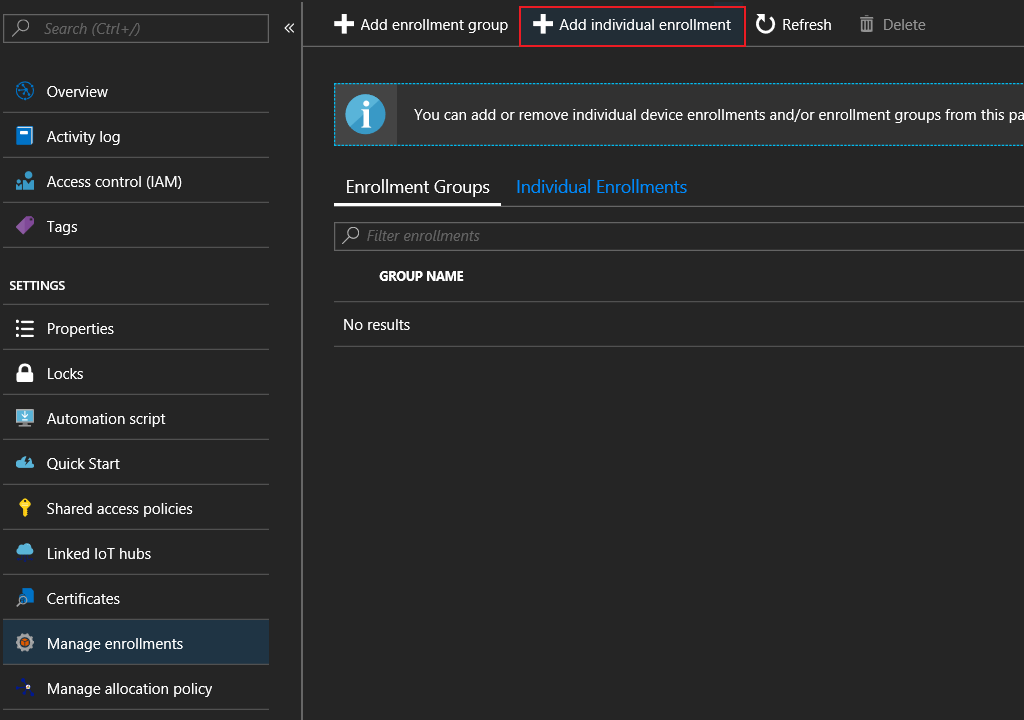 Search (Ctrl+/)
«
Overview
Activity log
Access control (IAM)
Tags
SETTINGS
Properties
Locks
Automation script
Quick Start
Shared access policies
Linked IoT hubs
Certificates
Manage enrollments
Manage allocation policy
Add enrollment group
Add individual enrollment
Refresh
Delete
You can add or remove individual device enrollments and/or enrollment groups from this pa
Enrollment Groups
Individual Enrollments
Filter enrollments
GROUP NAME
No results